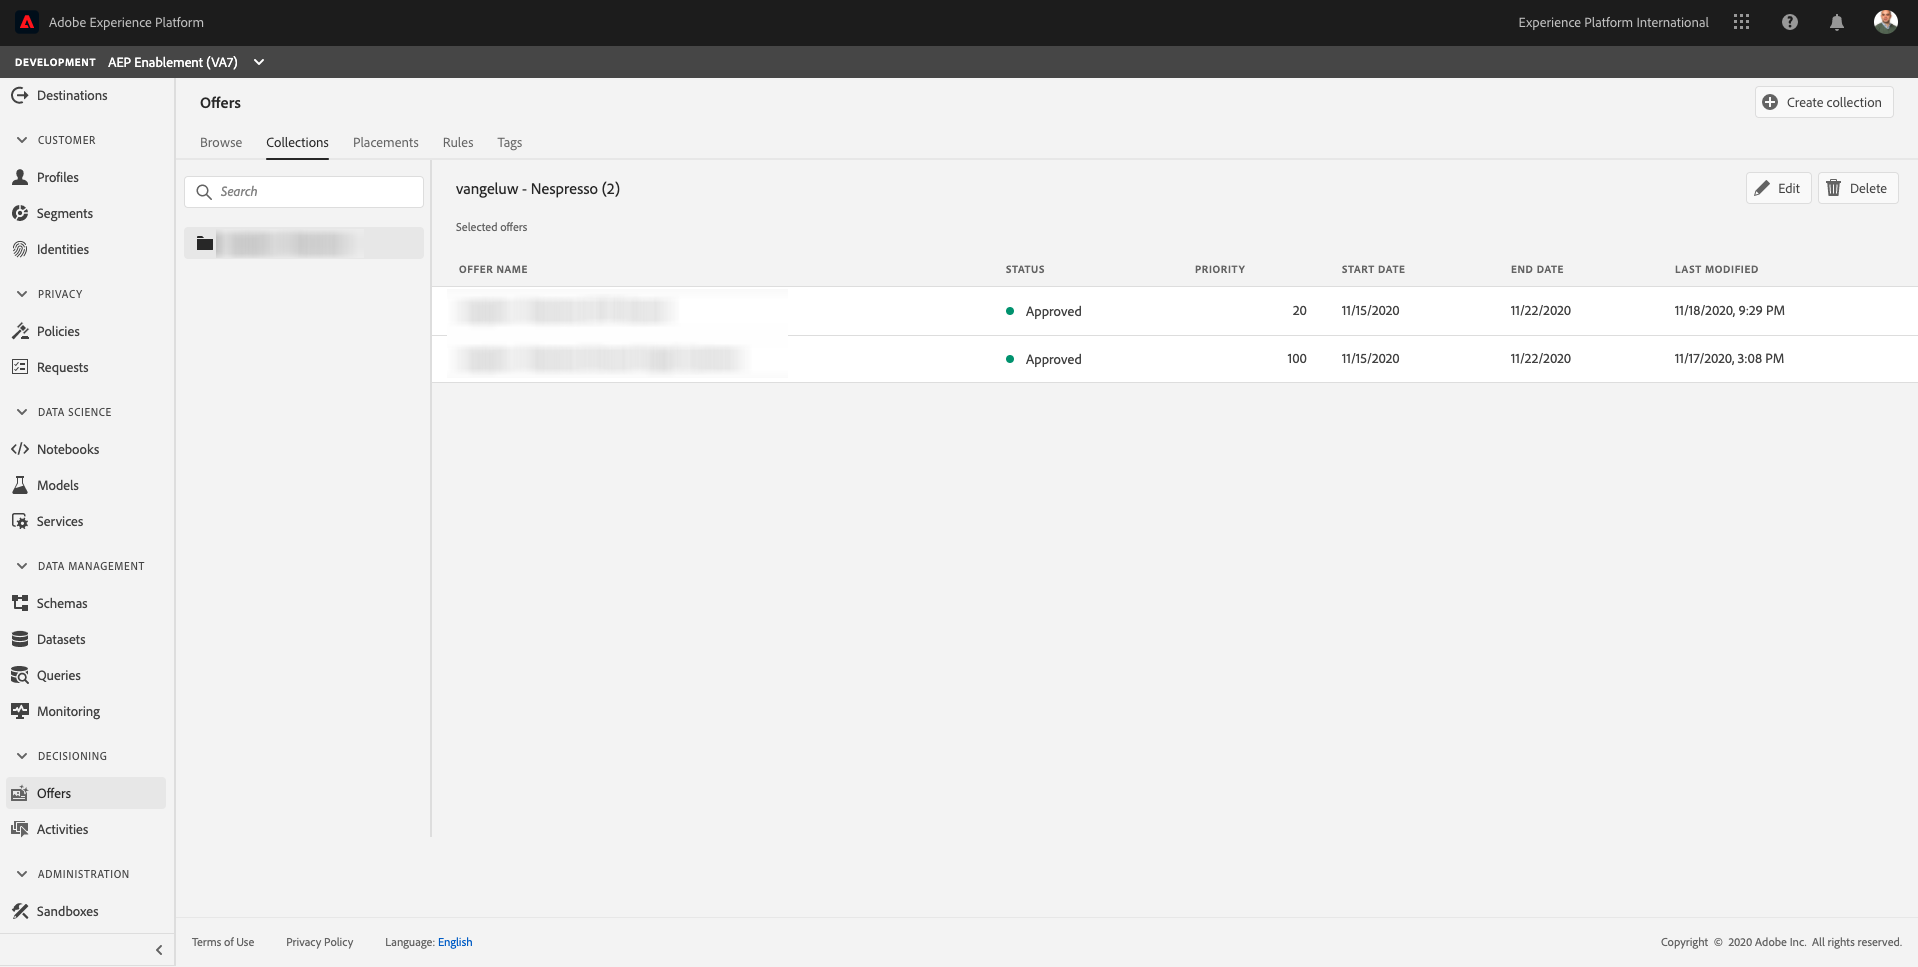 Adobe Experience Platform
Experience Platform International
DEVELOPMENT AEP Enablement (VA7)
Destinations
CUSTOMER
Profiles
Segments
Identities
PRIVACY
Policies
Requests
DATA SCIENCE
Notebooks
Models
Services
DATA MANAGEMENT
Schemas
Datasets
Queries
Monitoring
DECISIONING
Offers
Activities
ADMINISTRATION
Sandboxes
Offers
Create collection
Browse Collections Placements Rules Tags
Search
vangeluw - Nespresso (2)
Edit Delete
Selected offers
OFFER NAME STATUS PRIORITY START DATE END DATE LAST MODIFIED
Approved 20 11/15/2020 11/22/2020 11/18/2020, 9:29 PM
Approved 100 11/15/2020 11/22/2020 11/17/2020, 3:08 PM
Terms of Use Privacy Policy Language: English
Copyright © 2020 Adobe Inc. All rights reserved.